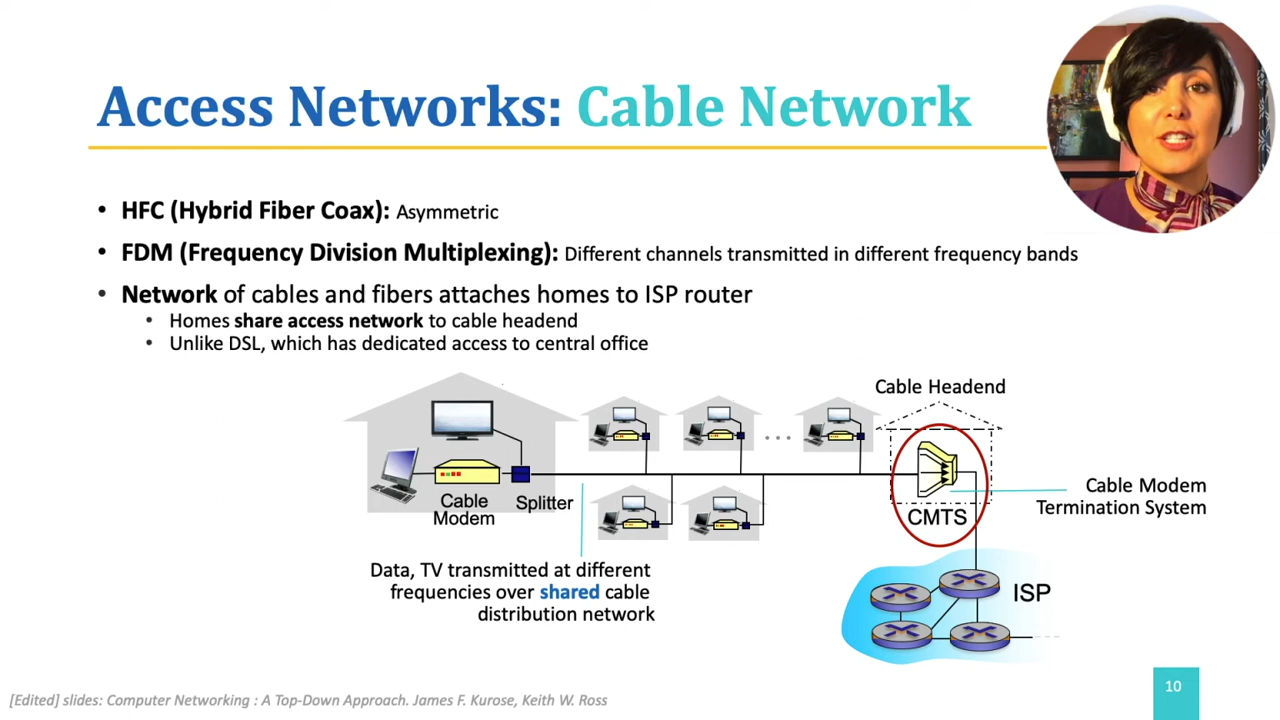 Access Networks: Cable Network
• HFC (Hybrid Fiber Coax): Asymmetric
• FDM (Frequency Division Multiplexing): Different channels transmitted in different frequency bands
• Network of cables and fibers attaches homes to ISP router
• Homes share access network to cable headend
• Unlike DSL, which has dedicated access to central office
Cable Headend
Cable
Modem
Splitter
...
CMTS
Cable Modem
Termination System
Data, TV transmitted at different
frequencies over shared cable
distribution network
ISP
10
[Edited] slides: Computer Networking : A Top-Down Approach. James F. Kurose, Keith W. Ross